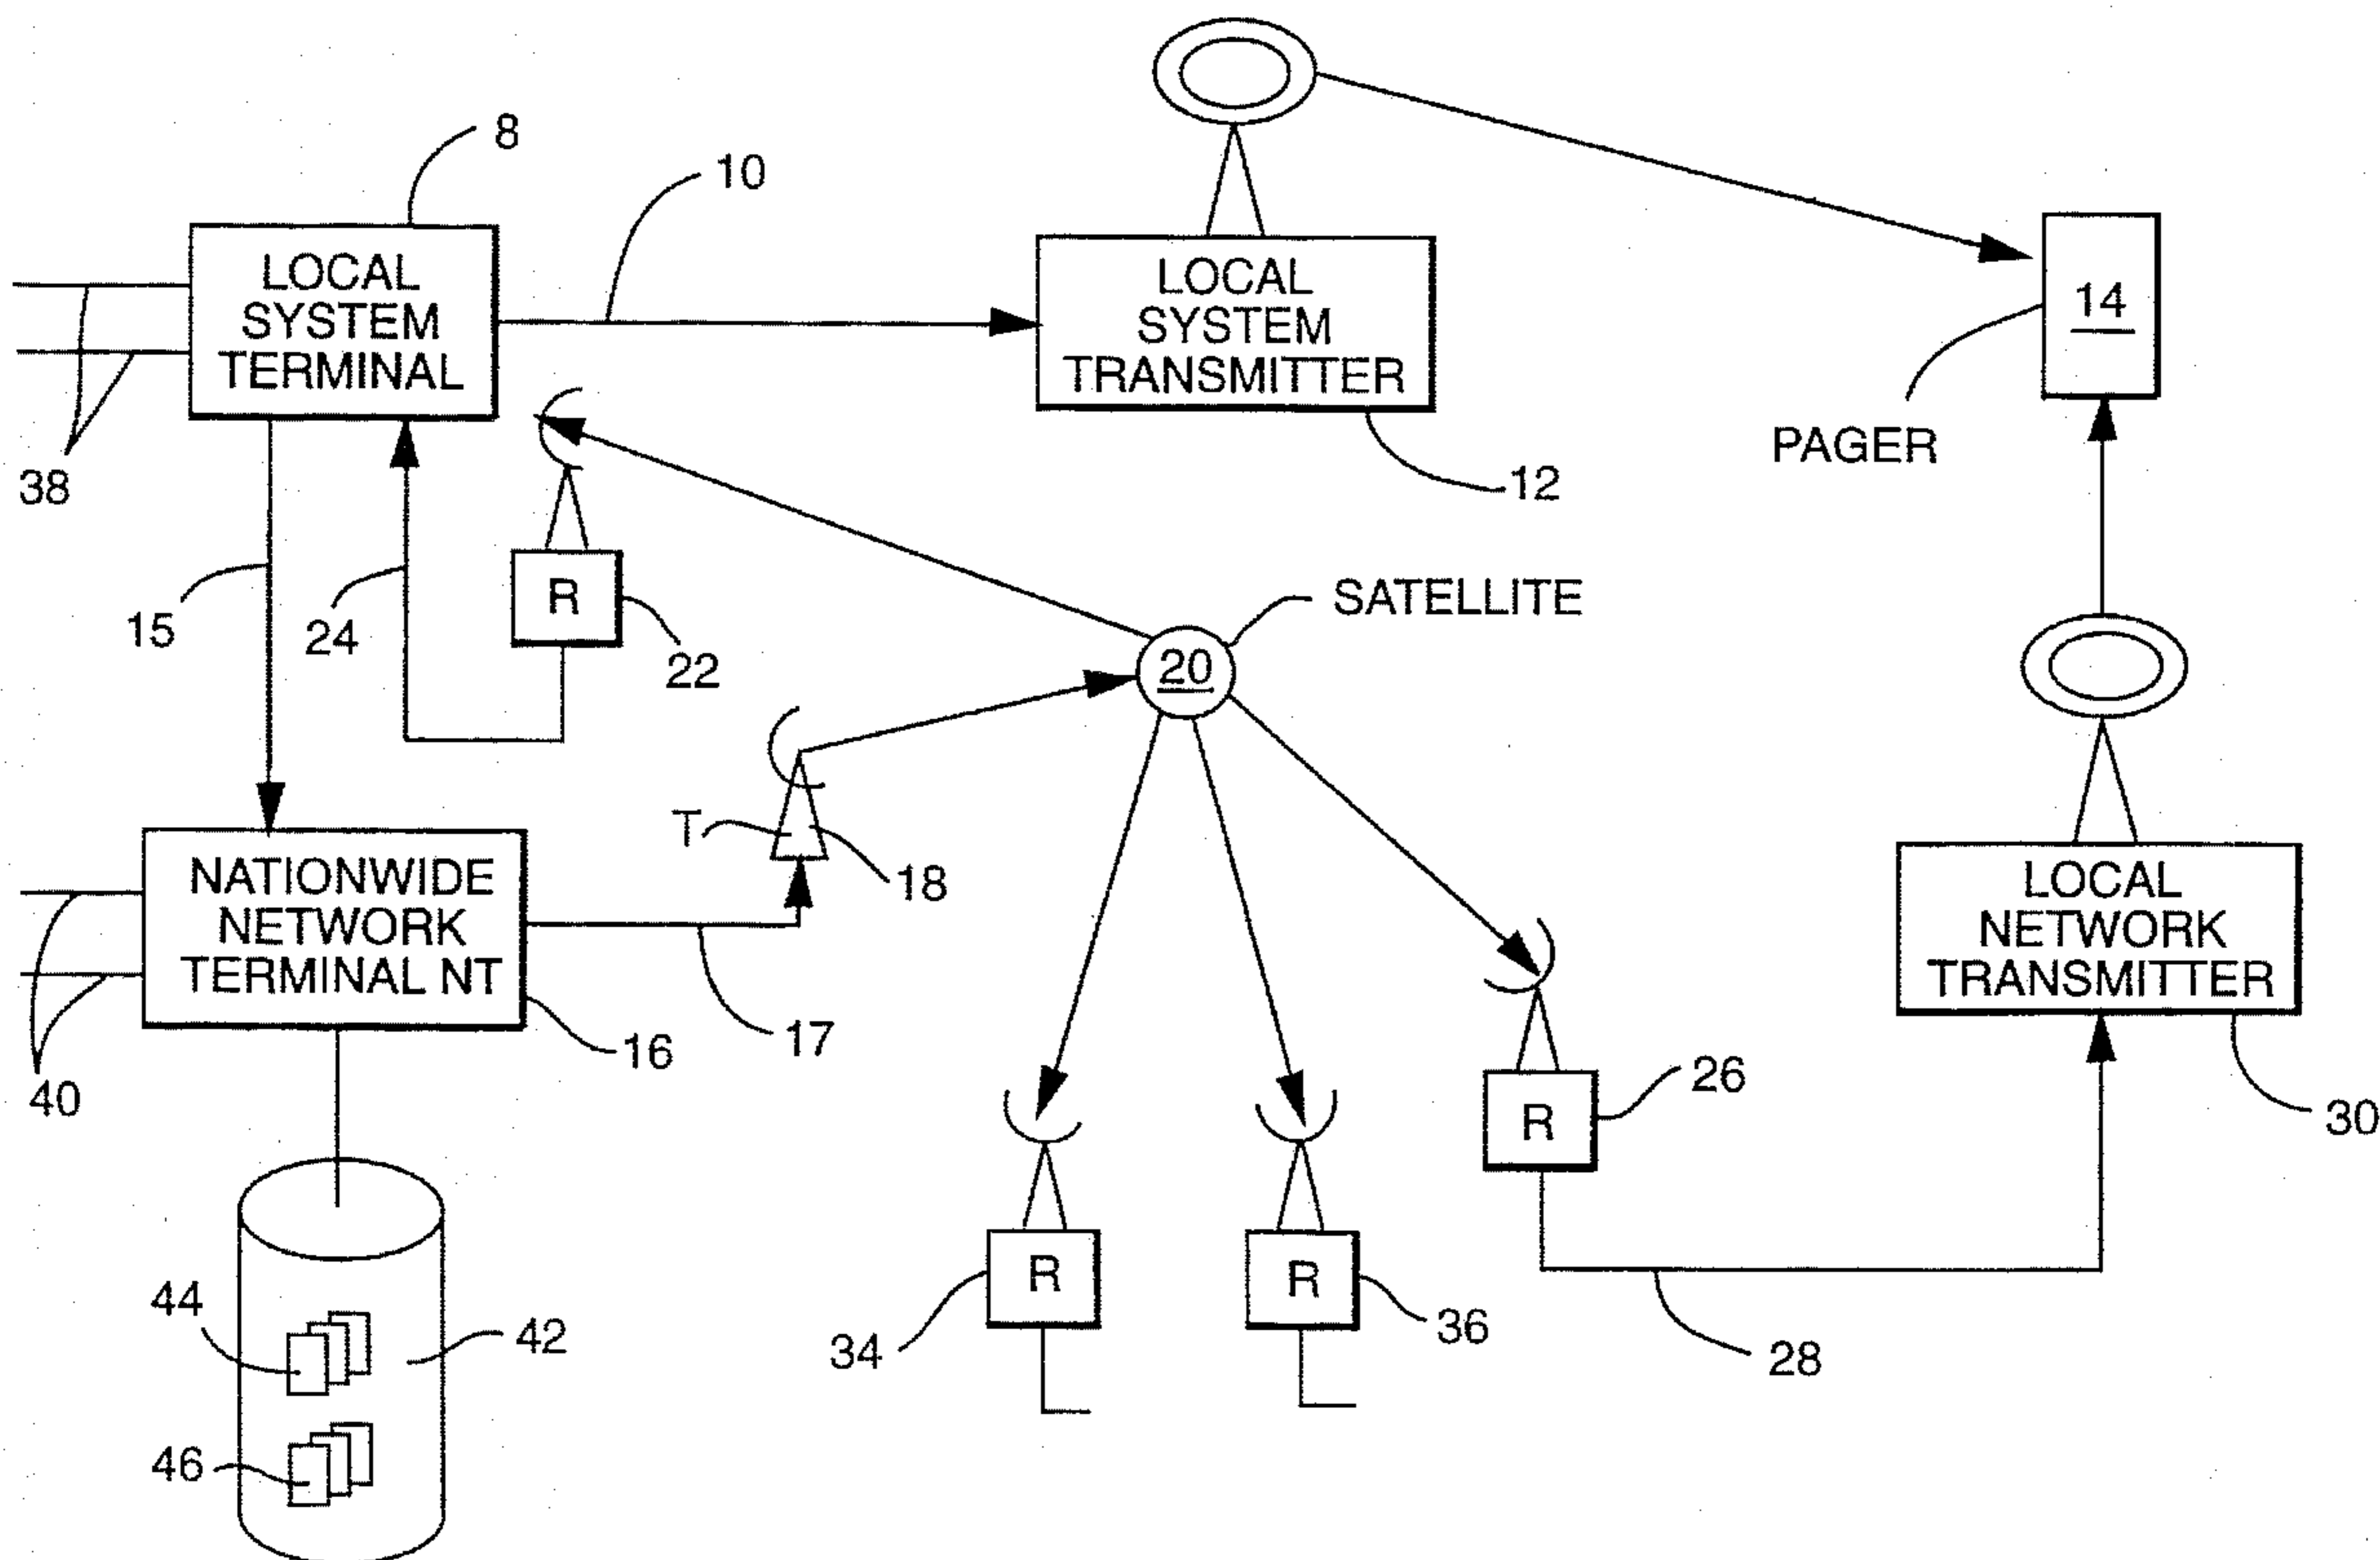 8
10
LOCAL
SYSTEM
TERMINAL
LOCAL
SYSTEM
TRANSMITTER
14
PAGER
38
12
15
24
R
22
SATELLITE
20
T
18
NATIONWIDE
NETWORK
TERMINAL NT
17
16
40
LOCAL
NETWORK
TRANSMITTER
26
R
30
R
34
R
36
28
44
42
46